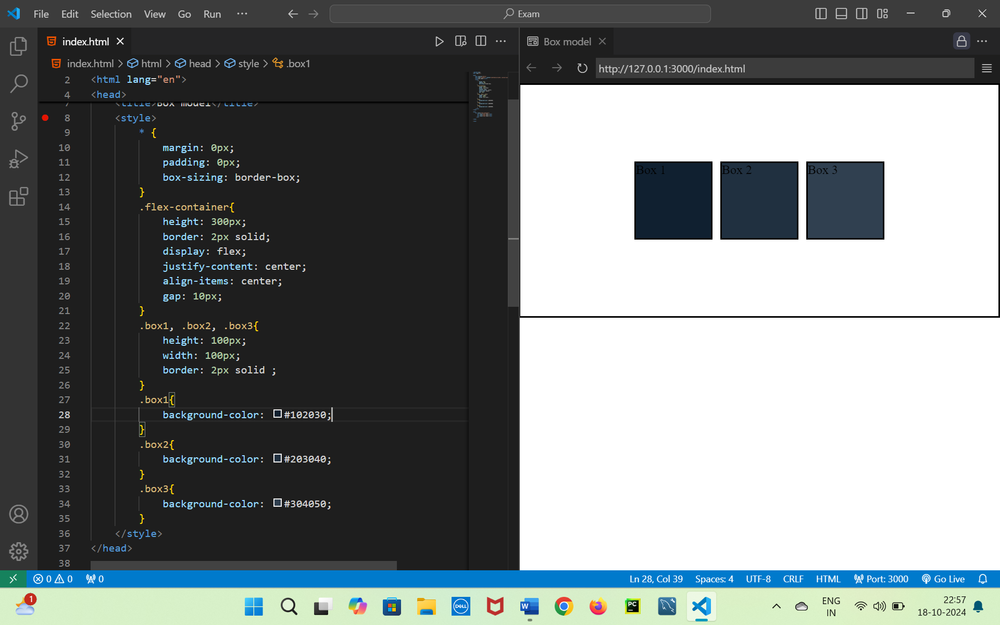 File Edit Selection View Go Run ... Exam
index.html
Box model
index.html > html > head > style > .box1
http://127.0.0.1:3000/index.html
2 <html lang="en">
4 <head>
7 <title>Box model</title>
8 <style>
9 * {
10 margin: 0px;
11 padding: 0px;
12 box-sizing: border-box;
13 }
14 .flex-container{
15 height: 300px;
16 border: 2px solid;
17 display: flex;
18 justify-content: center;
19 align-items: center;
20 gap: 10px;
21 }
22 .box1, .box2, .box3{
23 height: 100px;
24 width: 100px;
25 border: 2px solid ;
26 }
27 .box1{
28 background-color: #102030;
29 }
30 .box2{
31 background-color: #203040;
32 }
33 .box3{
34 background-color: #304050;
35 }
36 </style>
37 </head>
38
Box 1 Box 2 Box 3
0 0 0 Ln 28, Col 39 Spaces: 4 UTF-8 CRLF HTML Port: 3000 Go Live
1
DELL
W
PC
ENG
IN
22:57
18-10-2024